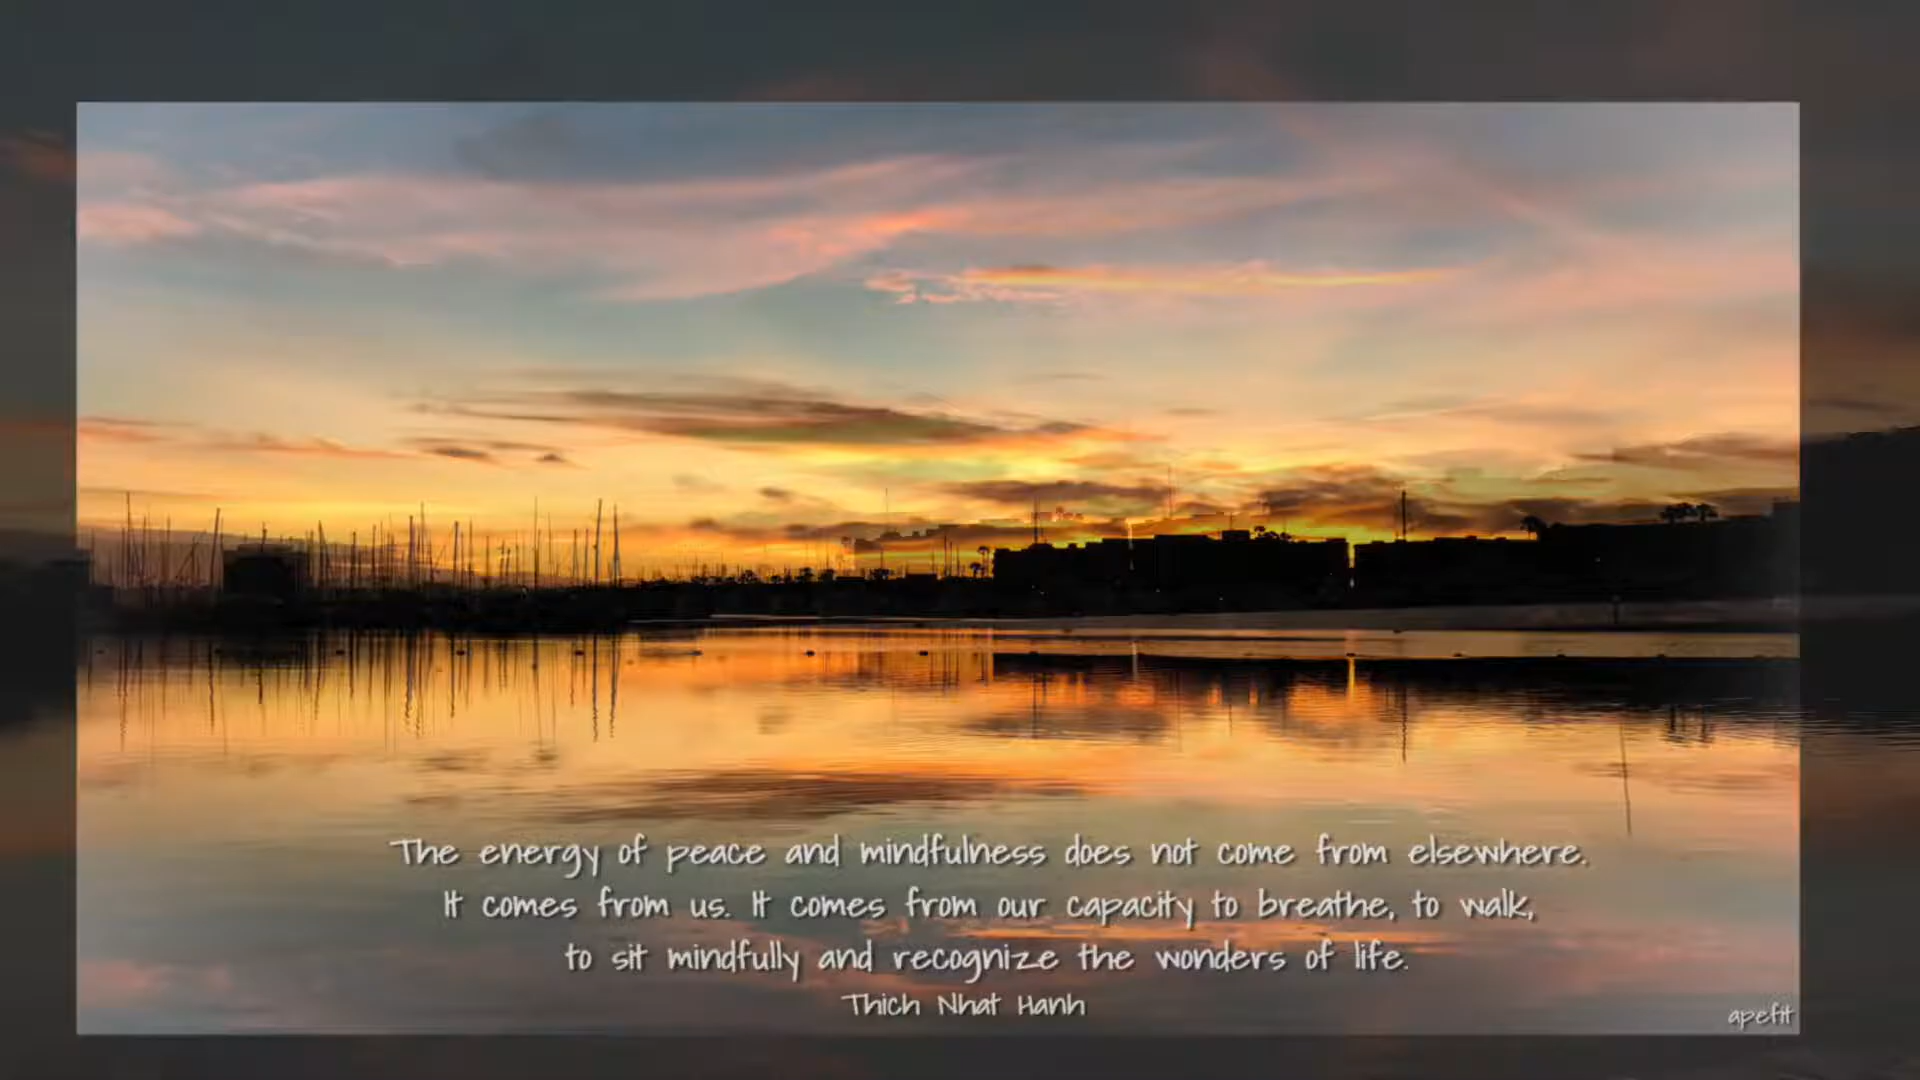 The energy of peace and mindfulness does not come from elsewhere.
It comes from us. It comes from our capacity to breathe, to walk,
to sit mindfully and recognize the wonders of life.
Thich Nhat Hanh
apefit